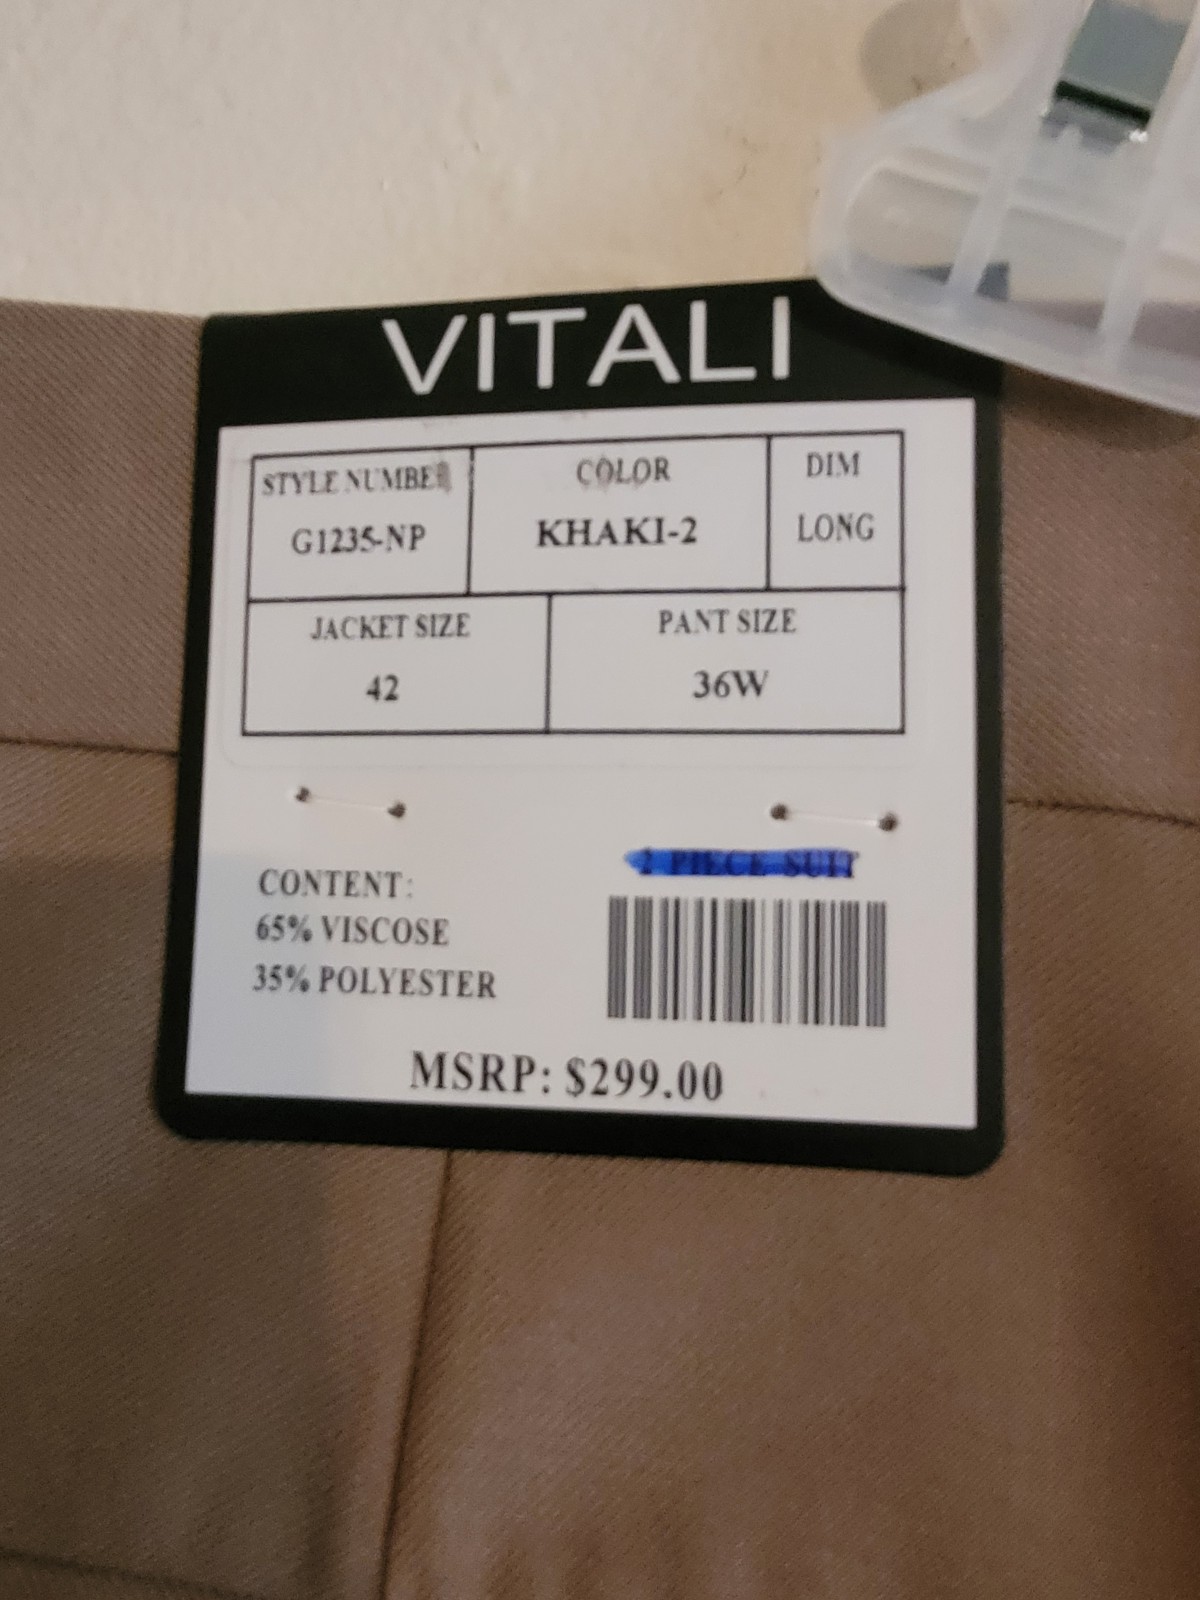 VITALI
STYLE NUMBER COLOR DIM
G1235-NP KHAKI-2 LONG
JACKET SIZE PANT SIZE
42 36W
PIECE SUIT
CONTENT:
65% VISCOSE
35% POLYESTER
MSRP: $299.00